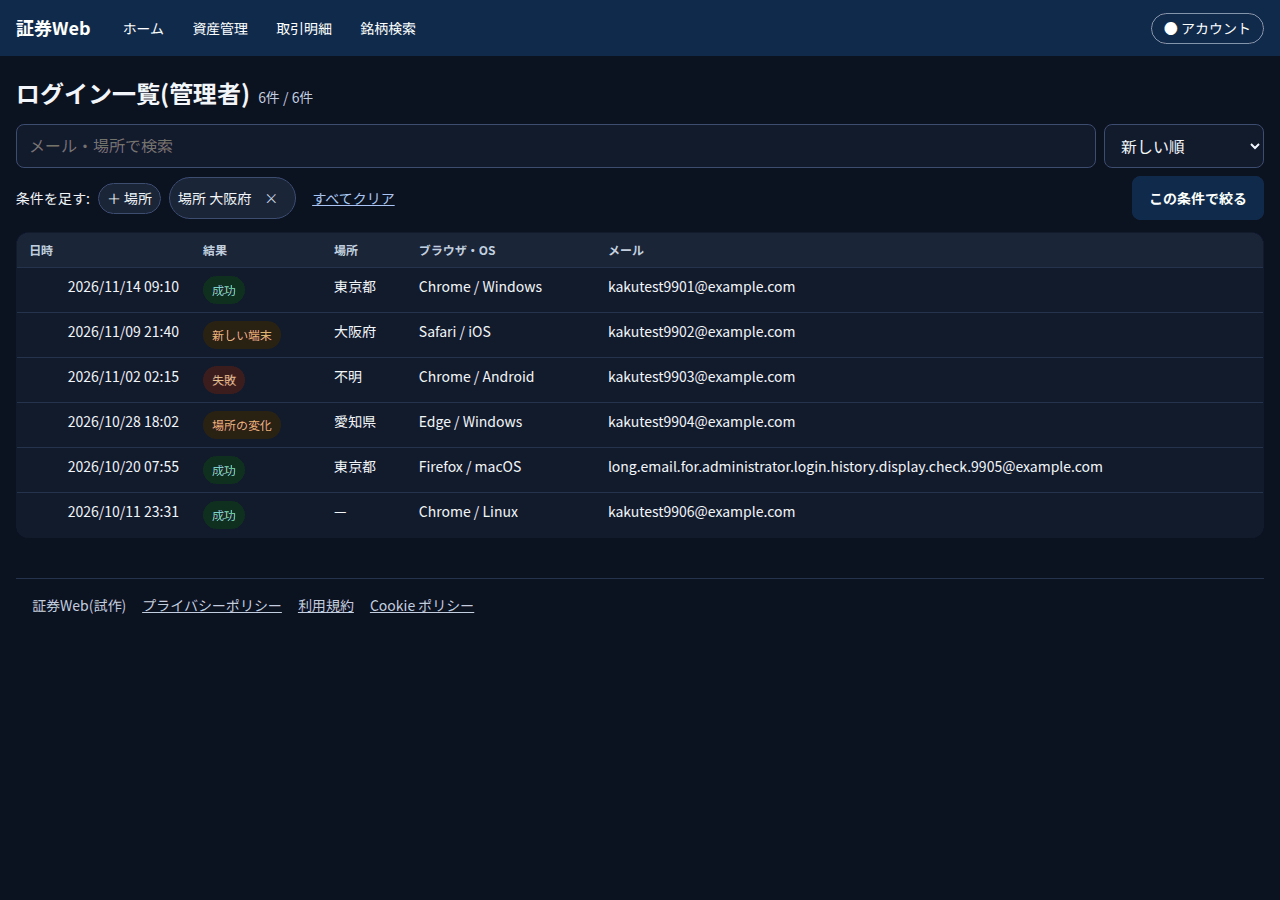 証券Web ホーム 資産管理 取引明細 銘柄検索 アカウント
ログイン一覧(管理者) 6件 / 6件
メール・場所で検索 新しい順
条件を足す: ＋場所 場所 大阪府 × すべてクリア この条件で絞る
日時 結果 場所 ブラウザ・OS メール
2026/11/14 09:10 成功 東京都 Chrome / Windows kakutest9901@example.com
2026/11/09 21:40 新しい端末 大阪府 Safari / iOS kakutest9902@example.com
2026/11/02 02:15 失敗 不明 Chrome / Android kakutest9903@example.com
2026/10/28 18:02 場所の変化 愛知県 Edge / Windows kakutest9904@example.com
2026/10/20 07:55 成功 東京都 Firefox / macOS long.email.for.administrator.login.history.display.check.9905@example.com
2026/10/11 23:31 成功 — Chrome / Linux kakutest9906@example.com
証券Web(試作) プライバシーポリシー 利用規約 Cookie ポリシー